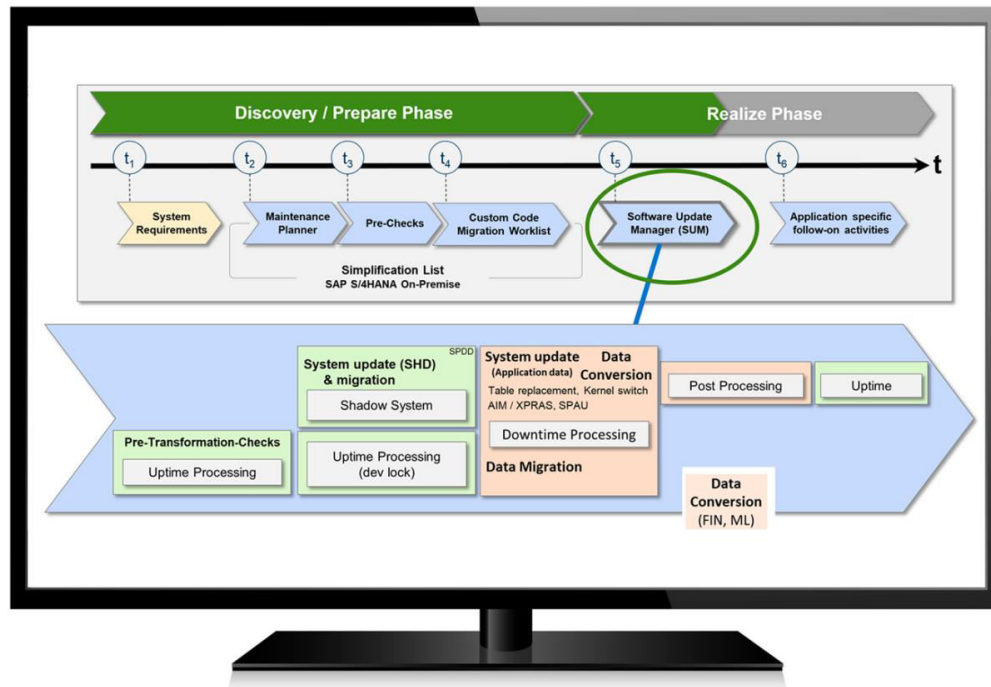 Discovery / Prepare Phase
Realize Phase
t1
t2
t3
t4
t5
t6
t
System
Requirements
Maintenance
Planner
Pre-Checks
Custom Code
Migration Worklist
Software Update
Manager (SUM)
Application specific
follow-on activities
Simplification List
SAP S/4HANA On-Premise
SPDD
System update (SHD)
& migration
Shadow System
Pre-Transformation-Checks
Uptime Processing
Uptime Processing
(dev lock)
System update
(Application data)
Data
Conversion
Table replacement, Kernel switch
AIM / XPRAS, SPAU
Downtime Processing
Data Migration
Post Processing
Uptime
Data
Conversion
(FIN, ML)